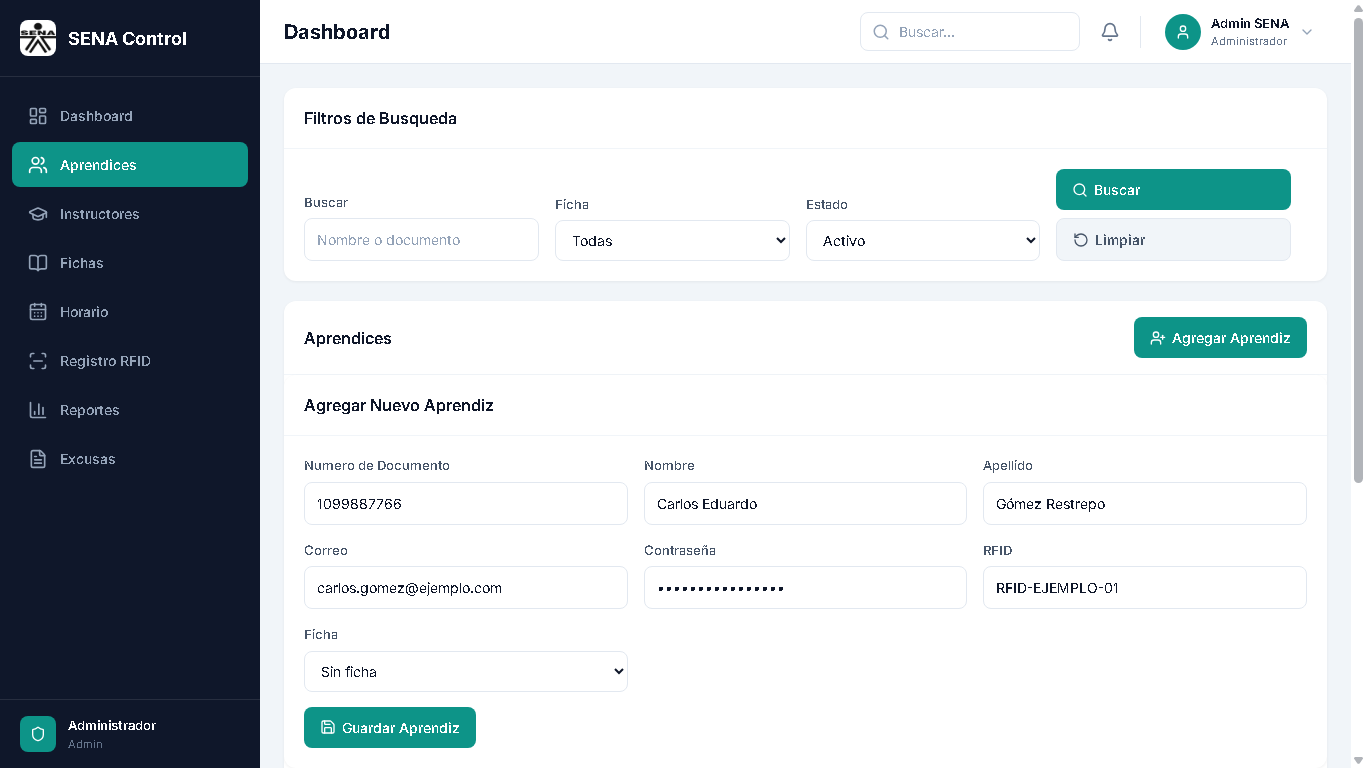 SENA
SENA Control
Dashboard
Aprendices
Instructores
Fichas
Horario
Registro RFID
Reportes
Excusas
Administrador
Admin
Dashboard
Buscar...
Admin SENA
Administrador
Filtros de Busqueda
Buscar
Nombre o documento
Ficha
Todas
Estado
Activo
Buscar
Limpiar
Aprendices
Agregar Aprendiz
Agregar Nuevo Aprendiz
Numero de Documento
1099887766
Nombre
Carlos Eduardo
Apellido
Gómez Restrepo
Correo
carlos.gomez@ejemplo.com
Contraseña
••••••••••••••••
RFID
RFID-EJEMPLO-01
Ficha
Sin ficha
Guardar Aprendiz